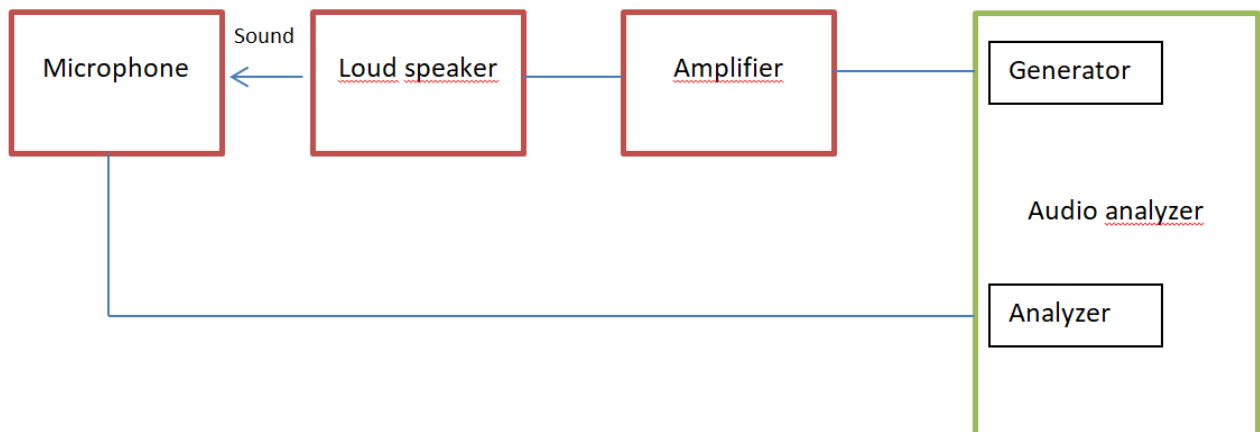 Sound
Microphone
Loud speaker
Amplifier
Generator
Audio analyzer
Analyzer